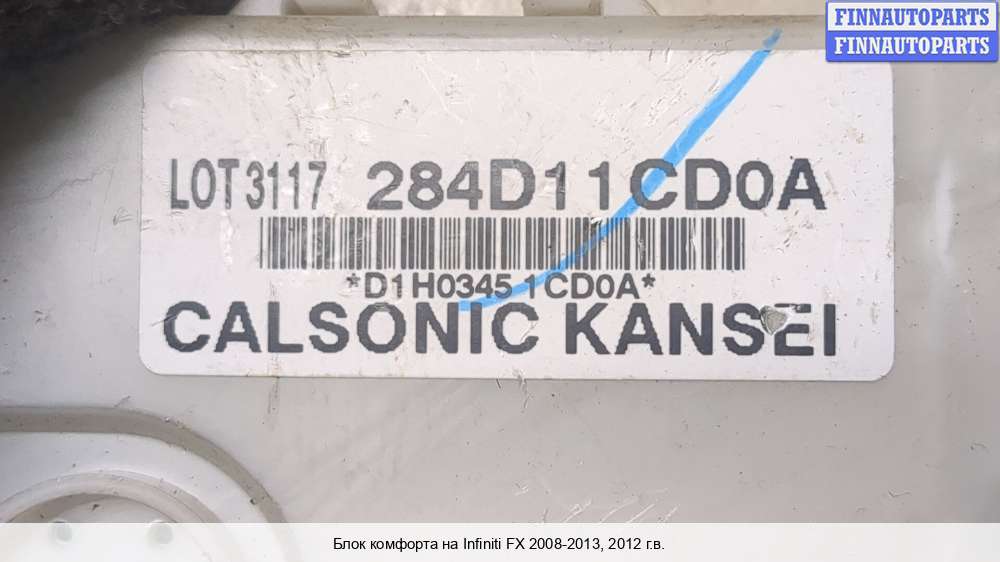 FINNAUTOPARTS
FINNAUTOPARTS
LOT3117 284D11CD0A
*D1H0345 1CD0A*
CALSONIC KANSEI
Блок комфорта на Infiniti FX 2008-2013, 2012 г.в.